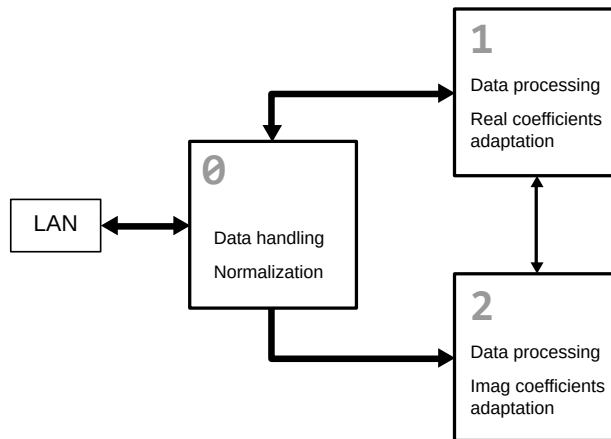 1
Data processing
Real coefficients
adaptation
0
Data handling
Normalization
LAN
2
Data processing
Imag coefficients
adaptation